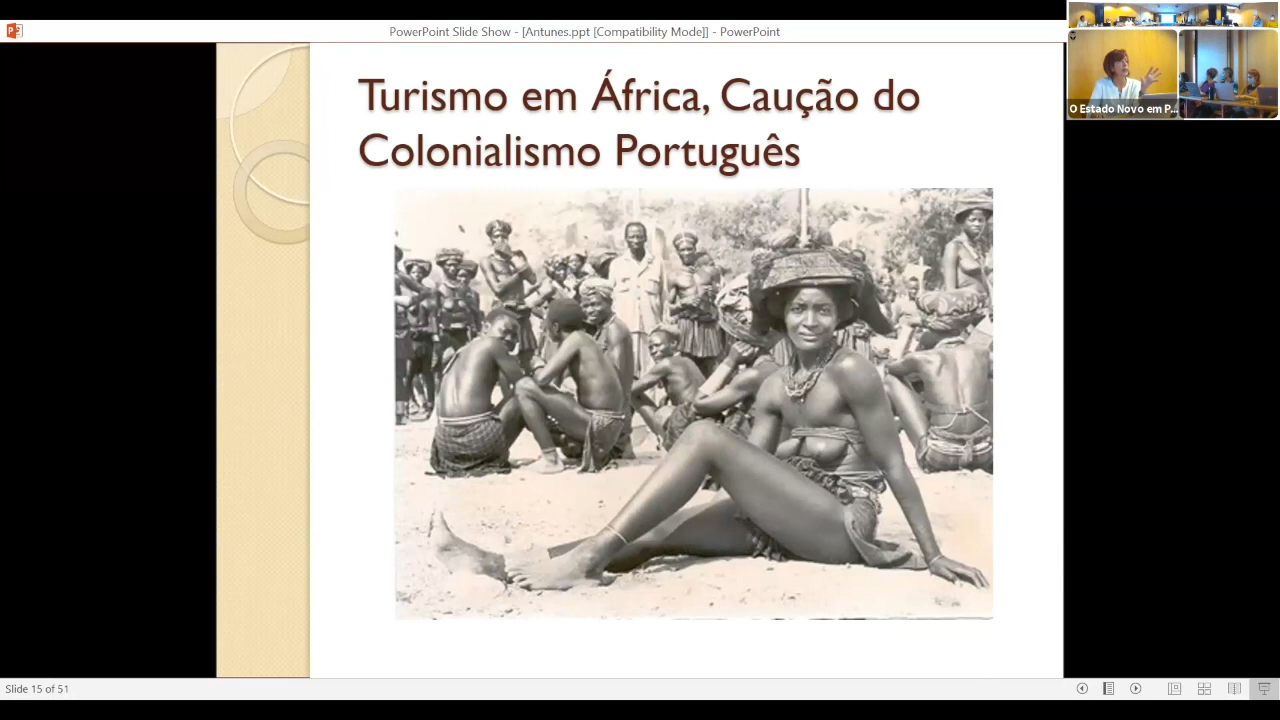 PowerPoint Slide Show - [Antunes.ppt [Compatibility Mode]] - PowerPoint
O Estado Novo em P...
Turismo em África, Caução do
Colonialismo Português
Slide 15 of 51